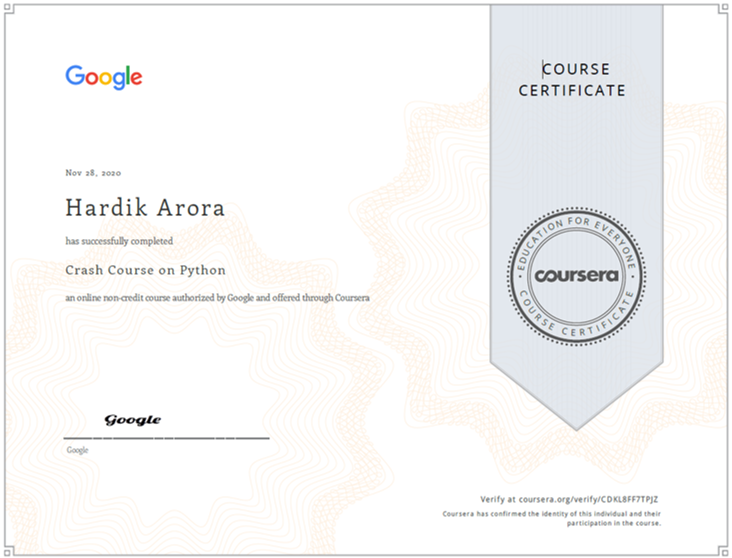 Google
COURSE
CERTIFICATE
Nov 28, 2020
Hardik Arora
has successfully completed
Crash Course on Python
an online non-credit course authorized by Google and offered through Coursera
EDUCATION FOR EVERYONE
coursera
COURSE CERTIFICATE
Google
Google
Verify at coursera.org/verify/CDKL8FF7TPJZ
Coursera has confirmed the identity of this individual and their
participation in the course.